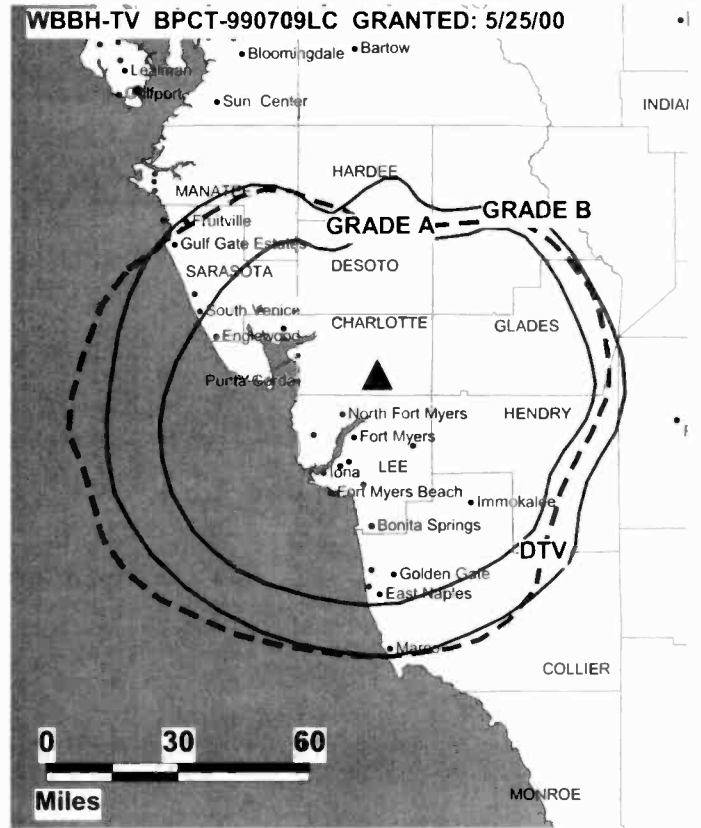 WBBH-TV BPCT-990709LC GRANTED: 5/25/00
Bloomingdale
Bartow
Lealman
Gulfport
Sun Center
INDIAN
HARDEE
MANATEE
GRADE B
Fruitville
GRADE A
Gulf Gate Estates
SARASOTA
DESOTO
South Venice
CHARLOTTE
GLADES
Englewood
Punta Gorda
North Fort Myers
HENDRY
Fort Myers
Iona
LEE
Fort Myers Beach
Immokalee
Bonita Springs
DTV
Golden Gate
East Naples
Marco
COLLIER
0 30 60
Miles
MONROE